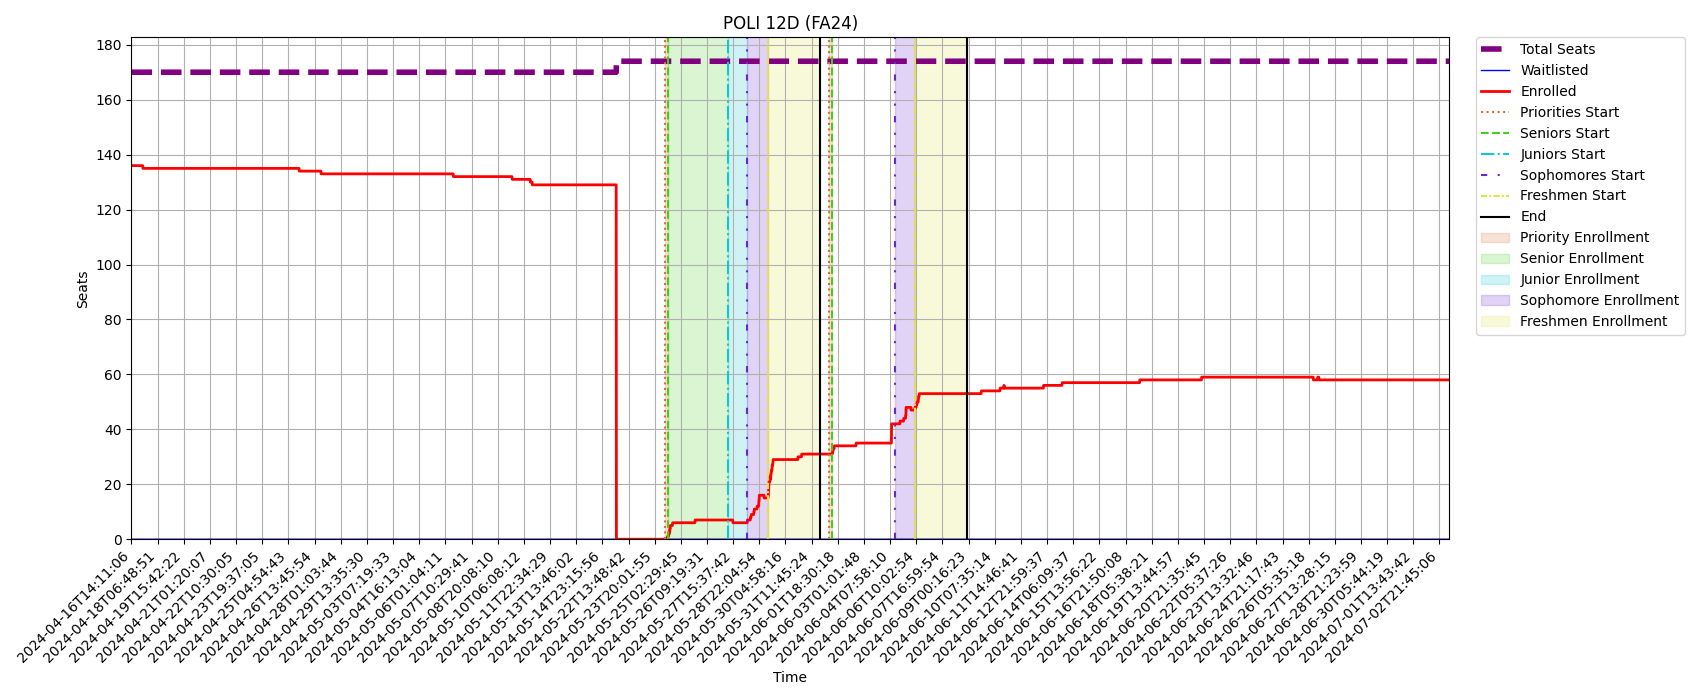 POLI 12D (FA24)
180
160
140
120
100
80
60
40
20
0
Seats
2024-04-16T14:11:06
2024-04-18T06:48:51
2024-04-19T15:42:22
2024-04-21T01:20:07
2024-04-22T10:30:05
2024-04-23T19:37:05
2024-04-25T04:54:43
2024-04-26T13:45:54
2024-04-28T01:03:44
2024-04-29T13:35:30
2024-05-03T07:19:33
2024-05-04T16:13:04
2024-05-06T01:04:11
2024-05-07T10:29:41
2024-05-08T20:08:10
2024-05-10T06:08:12
2024-05-11T22:34:29
2024-05-13T13:46:02
2024-05-14T23:15:56
2024-05-22T13:48:42
2024-05-23T20:01:55
2024-05-25T02:29:45
2024-05-26T09:19:31
2024-05-27T15:37:42
2024-05-28T22:04:54
2024-05-30T04:58:16
2024-05-31T11:45:24
2024-06-01T18:30:18
2024-06-03T01:01:48
2024-06-04T07:58:10
2024-06-06T10:02:54
2024-06-07T16:59:54
2024-06-09T00:16:23
2024-06-10T07:35:14
2024-06-11T14:46:41
2024-06-12T21:59:37
2024-06-14T06:09:37
2024-06-15T13:56:22
2024-06-16T21:50:08
2024-06-18T05:38:21
2024-06-19T13:44:57
2024-06-20T21:35:45
2024-06-22T05:37:26
2024-06-23T13:32:46
2024-06-24T21:17:43
2024-06-26T05:35:18
2024-06-27T13:28:15
2024-06-28T21:23:59
2024-06-30T05:44:19
2024-07-01T13:43:42
2024-07-02T21:45:06
Time
Total Seats
Waitlisted
Enrolled
Priorities Start
Seniors Start
Juniors Start
Sophomores Start
Freshmen Start
End
Priority Enrollment
Senior Enrollment
Junior Enrollment
Sophomore Enrollment
Freshmen Enrollment